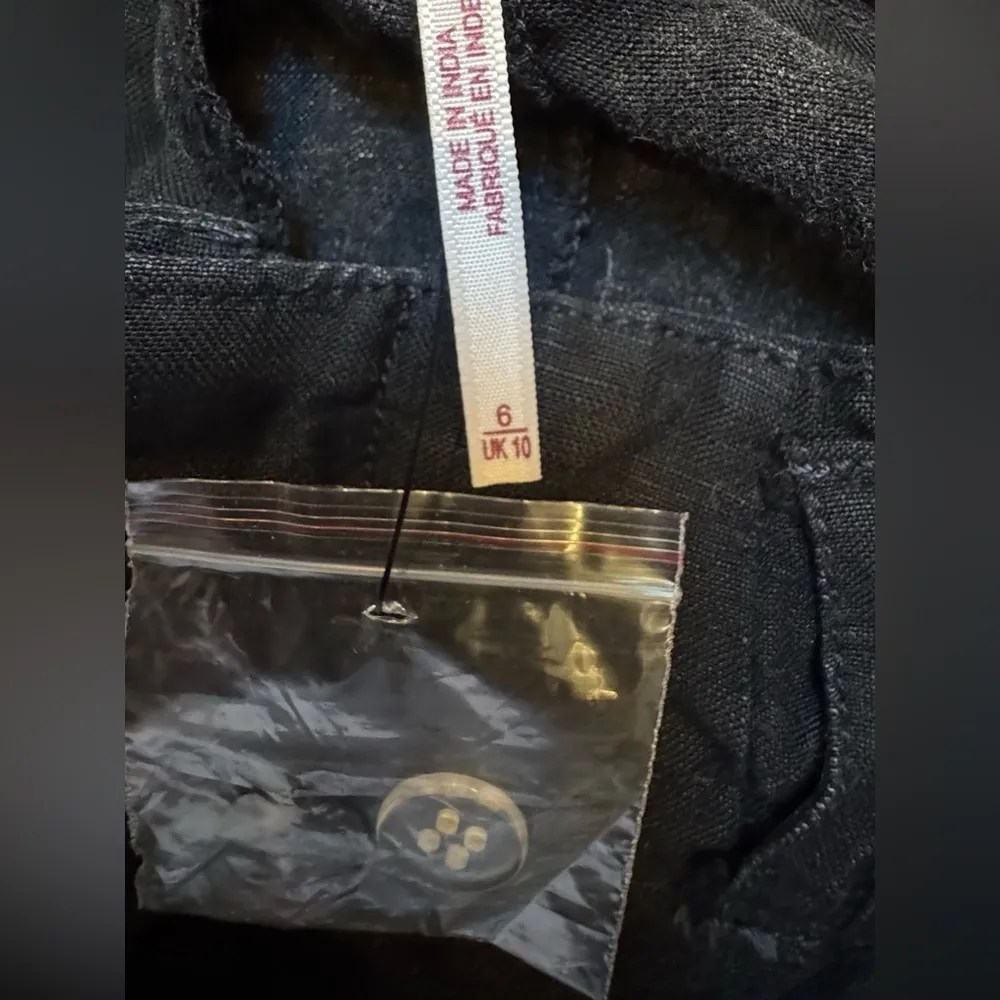 MADE IN INDIA
FABRIQUÉ EN INDE
6
UK 10